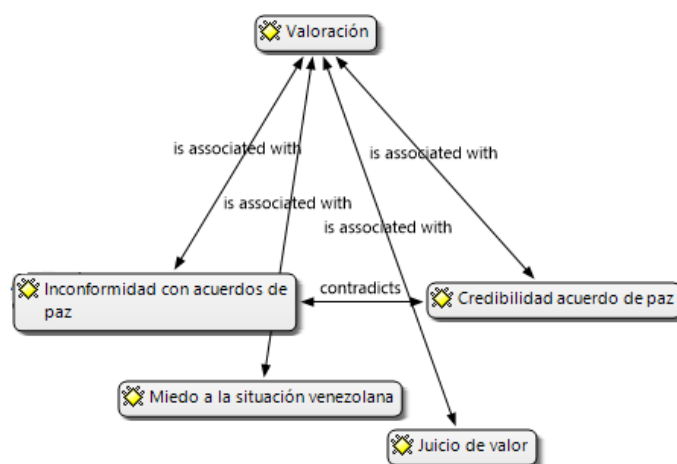 Valoración
is associated with
is associated with
is associated with
is associated with
Inconformidad con acuerdos de
paz
contradicts
Credibilidad acuerdo de paz
Miedo a la situación venezolana
Juicio de valor